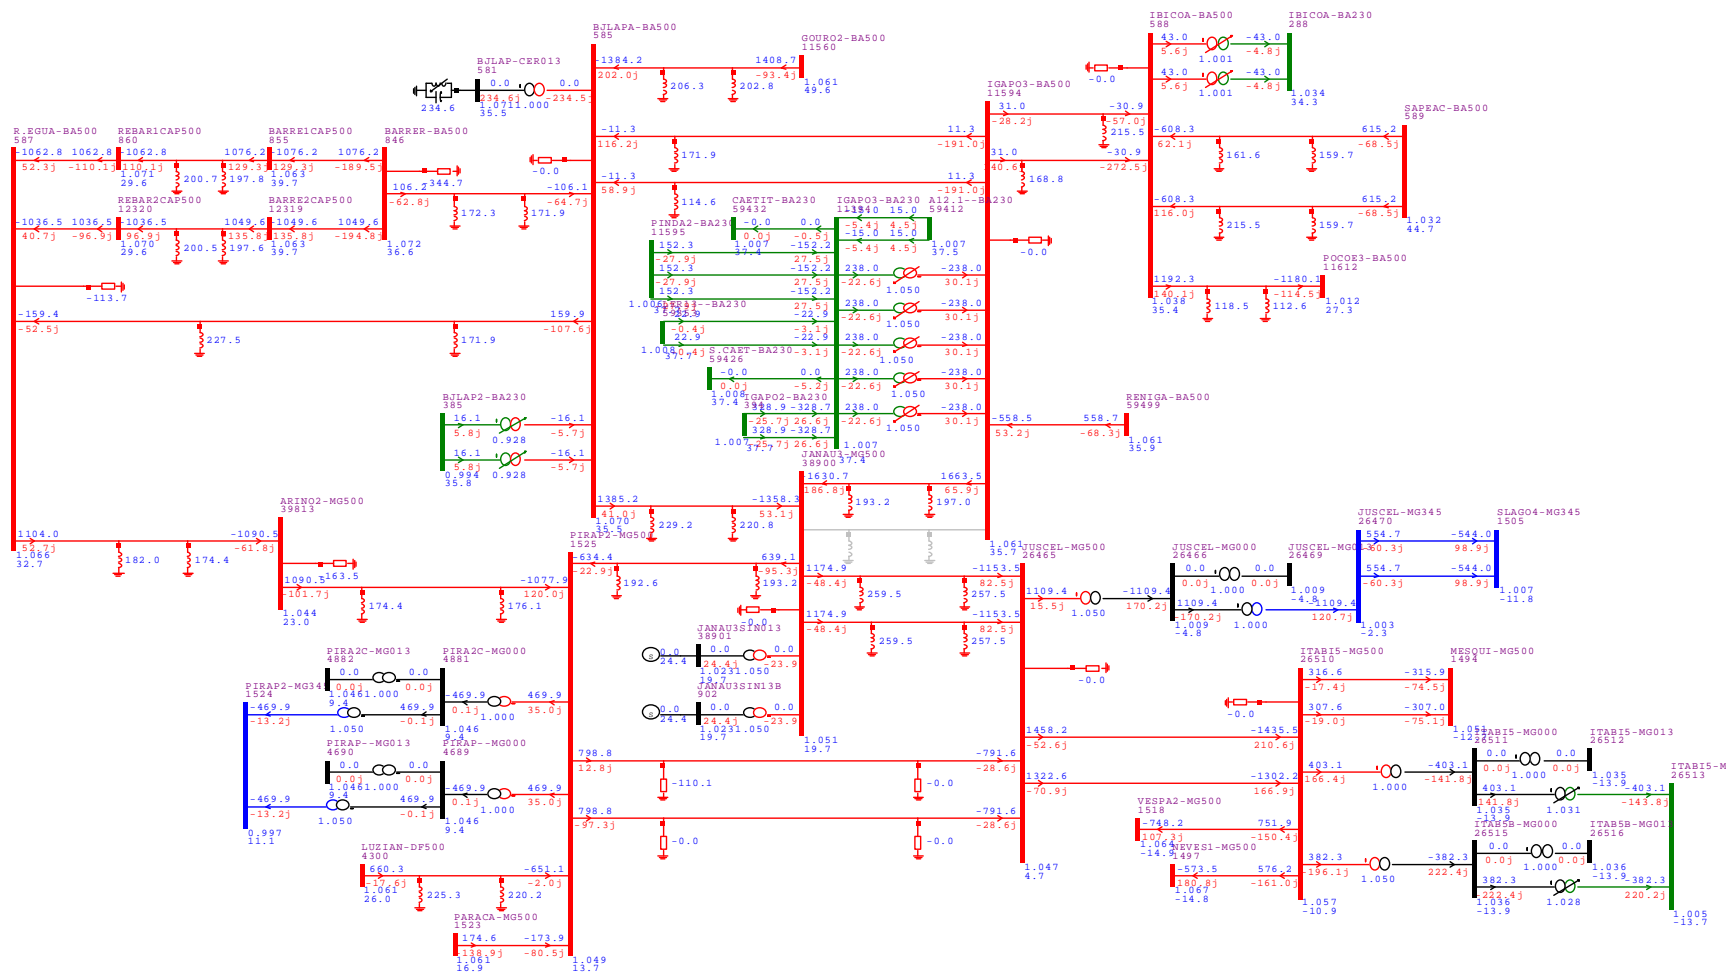 BJLAPA-BA500
585
-1384.2
202.0j
206.3
202.8
1408.7
-93.4j
GOURO2-BA500
11560
1.061
49.6
BJLAP-CER013
581
234.6
0.0
234.6j
0.0
-234.5j
1.0711.000
35.5
IBICOA-BA500
588
43.0
5.6j
-43.0
-4.8j
1.001
43.0
5.6j
-43.0
-4.8j
1.001
IBICOA-BA230
288
1.034
34.3
-0.0
IGAPO3-BA500
11594
31.0
-28.2j
-30.9
-57.0j
215.5
31.0
40.6j
-30.9
-272.5j
168.8
-608.3
62.1j
161.6
159.7
615.2
-68.5j
SAPEAC-BA500
589
-608.3
116.0j
215.5
159.7
615.2
-68.5j
1.032
44.7
1192.3
140.1j
118.5
112.6
-1180.1
-114.5j
POCOE3-BA500
11612
1.012
27.3
1.038
35.4
R.EGUA-BA500
587
REBAR1CAP500
860
BARRE1CAP500
855
BARRER-BA500
846
-1062.8
52.3j
1062.8
-110.1j
-1062.8
110.1j
200.7
197.8
1076.2
129.3j
-1076.2
-129.3j
1076.2
-189.5j
1.071
29.6
1.063
39.7
-344.7
REBAR2CAP500
12320
BARRE2CAP500
12319
-1036.5
40.7j
1036.5
-96.9j
-1036.5
96.9j
200.5
197.6
1049.6
135.8j
-1049.6
-135.8j
1049.6
-194.8j
1.070
29.6
1.063
39.7
1.072
36.6
106.2
-62.8j
172.3
171.9
-106.1
-64.7j
-0.0
-11.3
116.2j
171.9
11.3
-191.0j
-11.3
58.9j
114.6
11.3
-191.0j
-113.7
-159.4
-52.5j
227.5
171.9
159.9
-107.6j
CAETIT-BA230
59432
-0.0
0.0j
0.0
-0.5j
1.007
37.4
IGAPO3-BA230
-15.0
-5.4j
15.0
4.5j
-15.0
-5.4j
15.0
4.5j
A12.1--BA230
59412
1.007
37.5
PINDA2-BA230
11595
152.3
-27.9j
-152.2
27.5j
152.3
-27.9j
-152.2
27.5j
152.3
-152.2
27.5j
22.9
-0.4j
-22.9
-3.1j
22.9
-22.9
-3.1j
1.008
37.7
S.CAET-BA230
59426
-0.0
0.0j
0.0
-5.2j
1.008
37.4
IGAPO2-BA230
328.9
-25.7j
-328.7
26.6j
328.9
-25.7j
-328.7
26.6j
1.007
37.7
1.007
37.4
238.0
-22.6j
-238.0
30.1j
1.050
238.0
-22.6j
-238.0
30.1j
1.050
238.0
-22.6j
-238.0
30.1j
1.050
238.0
-22.6j
-238.0
30.1j
1.050
238.0
-22.6j
-238.0
30.1j
1.050
-0.0
-558.5
53.2j
558.7
-68.3j
RENIGA-BA500
59499
1.061
35.9
BJLAP2-BA230
385
16.1
5.8j
-16.1
-5.7j
0.928
16.1
5.8j
-16.1
-5.7j
0.928
0.994
35.8
1385.2
41.0j
229.2
220.8
-1358.3
53.1j
1.070
35.5
JANAU3-MG500
38900
-1630.7
186.8j
193.2
197.0
1663.5
65.9j
1.061
35.7
1104.0
52.7j
182.0
174.4
-1090.5
-61.8j
1.066
32.7
ARINO2-MG500
39813
-163.5
1090.5
-101.7j
174.4
176.1
-1077.9
120.0j
1.044
23.0
PIRAP2-MG500
1525
-634.4
-22.9j
192.6
193.2
639.1
-95.3j
-0.0
1174.9
-48.4j
259.5
257.5
-1153.5
82.5j
1174.9
-48.4j
259.5
257.5
-1153.5
82.5j
JANAU3SIN013
38901
0.0
24.4
0.0
24.4j
0.0
-23.9
1.0231.050
19.7
JANAU3SIN13B
902
0.0
24.4
0.0
24.4j
0.0
-23.9
1.0231.050
19.7
1.051
19.7
JUSCEL-MG500
26465
1109.4
15.5j
1.050
-1109.4
170.2j
JUSCEL-MG000
26466
0.0
0.0j
0.0
0.0j
1.000
26469
1.009
-4.8
1109.4
-170.2j
1.000
-1109.4
120.7j
1.009
-4.8
JUSCEL-MG345
26470
554.7
-60.3j
-544.0
98.9j
554.7
-60.3j
-544.0
98.9j
SLAGO4-MG345
1505
1.007
-11.8
1.003
-2.3
-0.0
PIRA2C-MG013
4882
0.0
0.0j
0.0
0.0j
1.0461.000
9.4
PIRA2C-MG000
4881
-469.9
0.1j
1.000
469.9
35.0j
1.046
9.4
1524
-469.9
-13.2j
1.050
469.9
-0.1j
PIRAP--MG013
4690
0.0
0.0j
0.0
0.0j
1.0461.000
9.4
PIRAP--MG000
4689
-469.9
0.1j
1.000
469.9
35.0j
1.046
9.4
-469.9
-13.2j
1.050
469.9
-0.1j
0.997
11.1
798.8
12.8j
-110.1
-0.0
-791.6
-28.6j
798.8
-97.3j
-0.0
-0.0
-791.6
-28.6j
1.047
4.7
LUZIAN-DF500
4300
660.3
-17.6j
225.3
220.2
-651.1
-2.0j
1.061
26.0
PARACA-MG500
1523
174.6
-138.9j
-173.9
-80.5j
1.061
16.9
1.049
13.7
1458.2
-52.6j
-1435.5
210.6j
1322.6
-70.9j
-1302.2
166.9j
ITABI5-MG500
26510
316.6
-17.4j
-315.9
-74.5j
307.6
-19.0j
-307.0
-75.1j
MESQUI-MG500
1494
-0.0
403.1
166.4j
1.000
-403.1
-141.8j
ITABI5-MG000
26511
0.0
0.0j
0.0
0.0j
1.000
ITABI5-MG013
26512
1.035
-13.9
403.1
141.8j
1.031
-403.1
-143.8j
1.035
-13.9
ITABI5-M
26513
VESPA2-MG500
1518
-748.2
107.3j
751.9
-150.4j
1.064
-14.9
NEVES1-MG500
1497
-573.5
180.8j
576.2
-161.0j
1.067
-14.8
382.3
-196.1j
1.050
-382.3
222.4j
ITAB5B-MG000
26515
0.0
0.0j
0.0
0.0j
1.000
26516
1.036
-13.9
382.3
-222.4j
1.028
-382.3
220.2j
1.036
-13.9
1.057
-10.9
1.005
-13.7